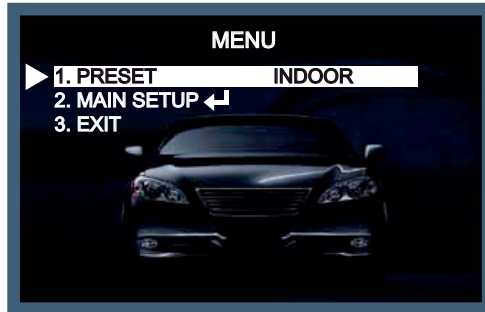 MENU
1. PRESET INDOOR
2. MAIN SETUP ↵
3. EXIT